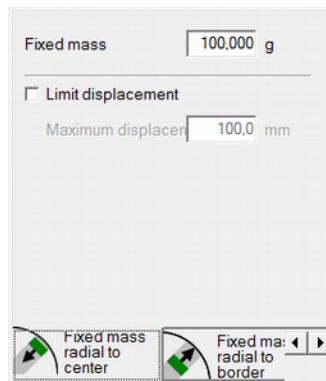 Fixed mass 100,000 g
Limit displacement
Maximum displacen 100,0 mm
Fixed mass
radial to
center
Fixed ma:
radial to
border